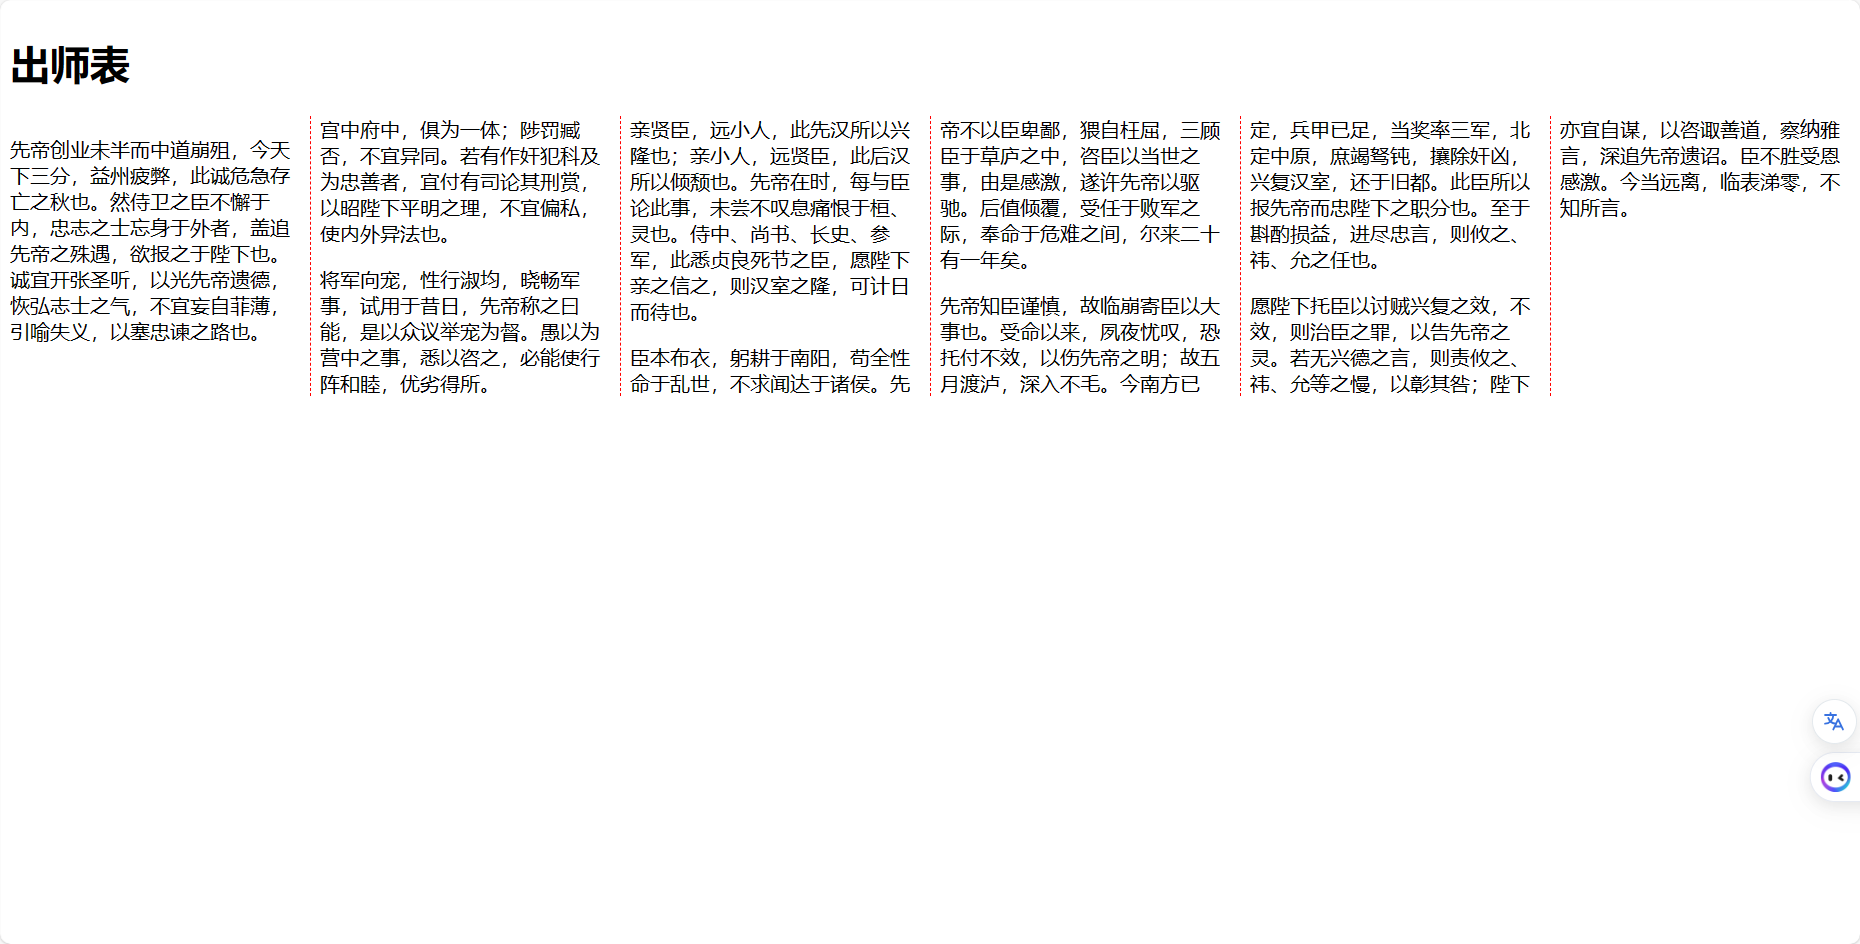 出师表
先帝创业未半而中道崩殂，今天
下三分，益州疲弊，此诚危急存
亡之秋也。然侍卫之臣不懈于
内，忠志之士忘身于外者，盖追
先帝之殊遇，欲报之于陛下也。
诚宜开张圣听，以光先帝遗德，
恢弘志士之气，不宜妄自菲薄，
引喻失义，以塞忠谏之路也。
宫中府中，俱为一体；陟罚臧
否，不宜异同。若有作奸犯科及
为忠善者，宜付有司论其刑赏，
以昭陛下平明之理，不宜偏私，
使内外异法也。
将军向宠，性行淑均，晓畅军
事，试用于昔日，先帝称之曰
能，是以众议举宠为督。愚以为
营中之事，悉以咨之，必能使行
阵和睦，优劣得所。
亲贤臣，远小人，此先汉所以兴
隆也；亲小人，远贤臣，此后汉
所以倾颓也。先帝在时，每与臣
论此事，未尝不叹息痛恨于桓、
灵也。侍中、尚书、长史、参
军，此悉贞良死节之臣，愿陛下
亲之信之，则汉室之隆，可计日
而待也。
臣本布衣，躬耕于南阳，苟全性
命于乱世，不求闻达于诸侯。先
帝不以臣卑鄙，猥自枉屈，三顾
臣于草庐之中，咨臣以当世之
事，由是感激，遂许先帝以驱
驰。后值倾覆，受任于败军之
际，奉命于危难之间，尔来二十
有一年矣。
先帝知臣谨慎，故临崩寄臣以大
事也。受命以来，夙夜忧叹，恐
托付不效，以伤先帝之明；故五
月渡泸，深入不毛。今南方已
定，兵甲已足，当奖率三军，北
定中原，庶竭驽钝，攘除奸凶，
兴复汉室，还于旧都。此臣所以
报先帝而忠陛下之职分也。至于
斟酌损益，进尽忠言，则攸之、
祎、允之任也。
愿陛下托臣以讨贼兴复之效，不
效，则治臣之罪，以告先帝之
灵。若无兴德之言，则责攸之、
祎、允等之慢，以彰其咎；陛下
亦宜自谋，以咨诹善道，察纳雅
言，深追先帝遗诏。臣不胜受恩
感激。今当远离，临表涕零，不
知所言。